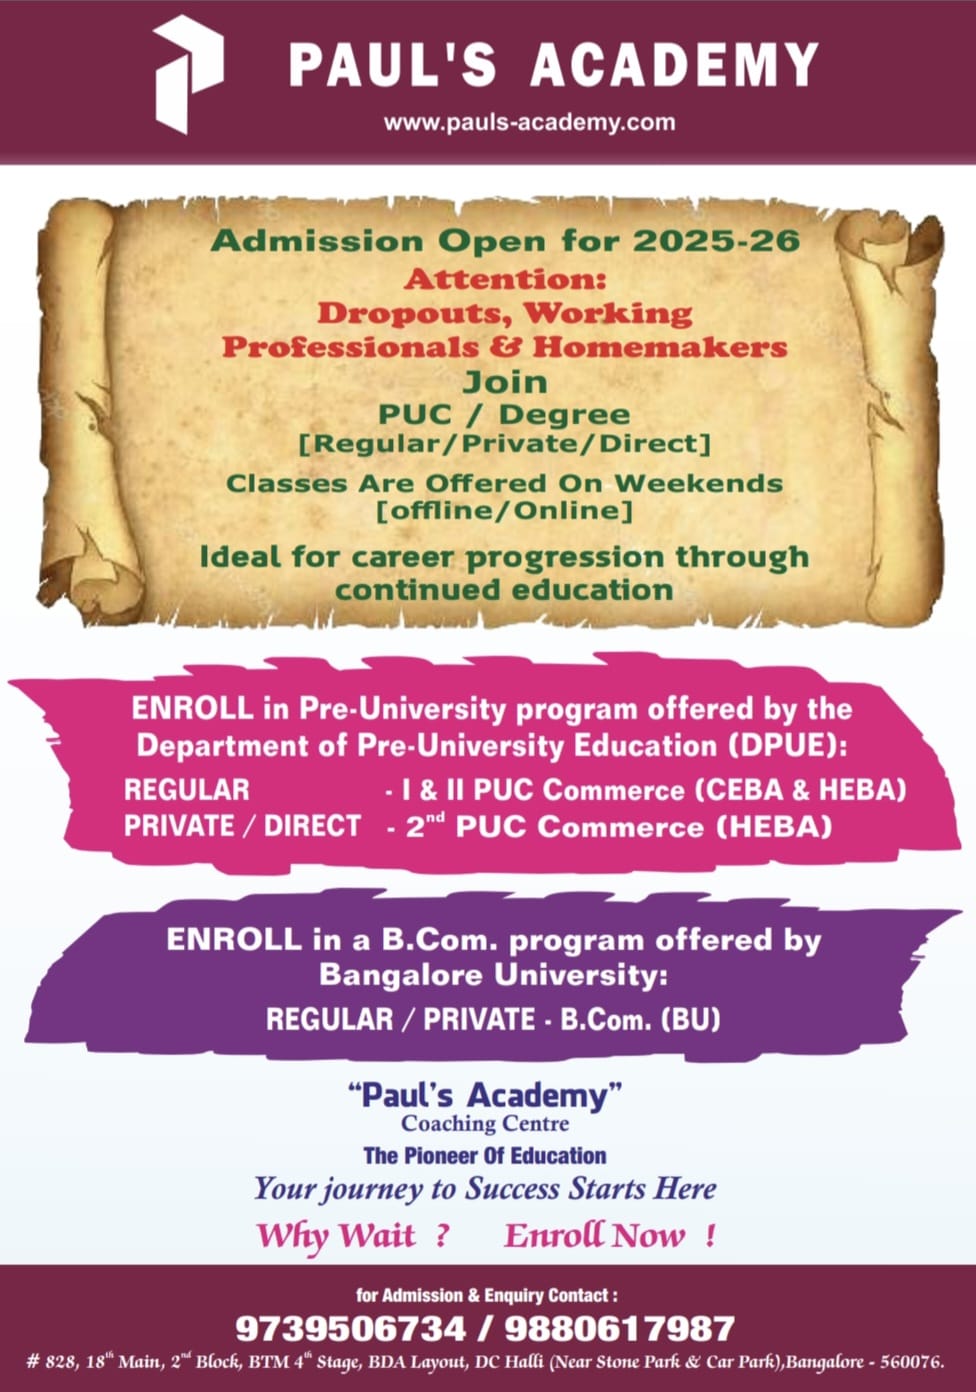 PAUL'S ACADEMY
www.pauls-academy.com
Admission Open for 2025-26
Attention:
Dropouts, Working
Professionals & Homemakers
Join
PUC / Degree
[Regular/Private/Direct]
Classes Are Offered On Weekends
[offline/Online]
Ideal for career progression through
continued education
ENROLL in Pre-University program offered by the
Department of Pre-University Education (DPUE):
REGULAR - I & II PUC Commerce (CEBA & HEBA)
PRIVATE / DIRECT - 2nd PUC Commerce (HEBA)
ENROLL in a B.Com. program offered by
Bangalore University:
REGULAR / PRIVATE - B.Com. (BU)
“Paul's Academy”
Coaching Centre
The Pioneer Of Education
Your journey to Success Starts Here
Why Wait ? Enroll Now !
for Admission & Enquiry Contact :
9739506734 / 9880617987
# 828, 18th Main, 2nd Block, BTM 4th Stage, BDA Layout, DC Halli (Near Stone Park & Car Park),Bangalore - 560076.